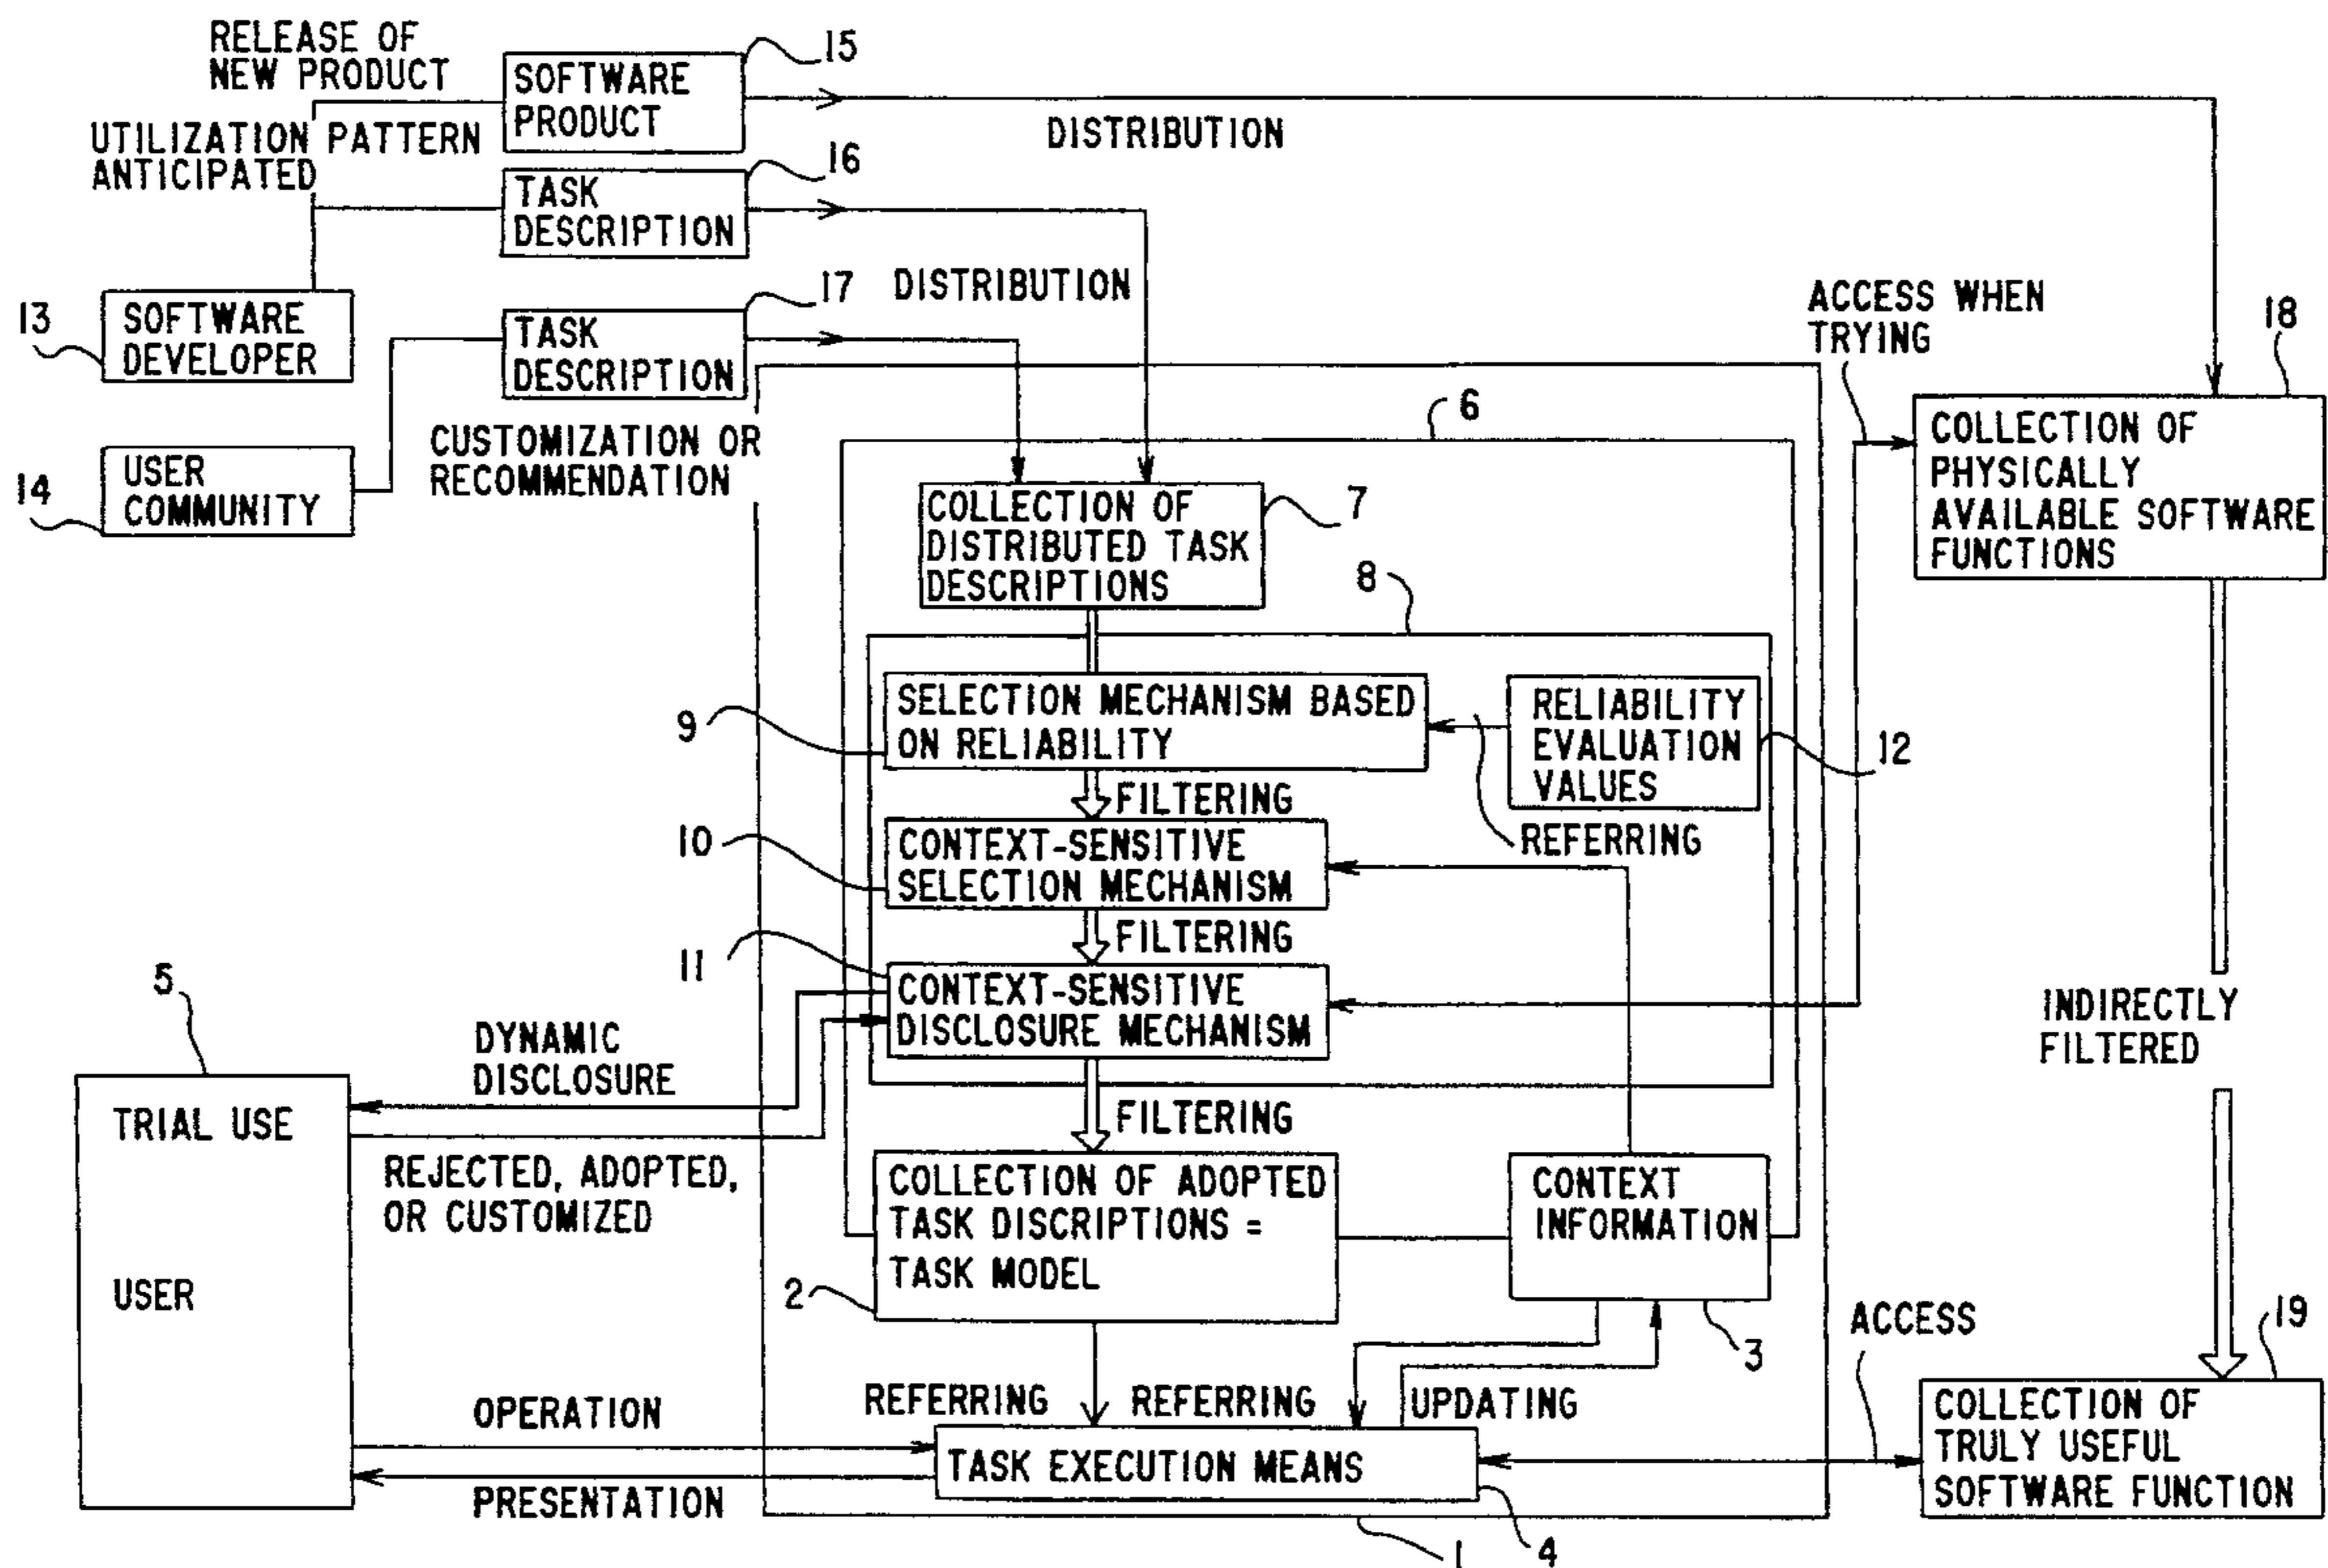 RELEASE OF
NEW PRODUCT
15
SOFTWARE
PRODUCT
DISTRIBUTION
UTILIZATION PATTERN
ANTICIPATED
16
TASK
DESCRIPTION
DISTRIBUTION
13
SOFTWARE
DEVELOPER
17
TASK
DESCRIPTION
ACCESS WHEN
TRYING
18
COLLECTION OF
PHYSICALLY
AVAILABLE SOFTWARE
FUNCTIONS
14
USER
COMMUNITY
CUSTOMIZATION OR
RECOMMENDATION
6
COLLECTION OF
DISTRIBUTED TASK
DESCRIPTIONS
7
8
9
SELECTION MECHANISM BASED
ON RELIABILITY
RELIABILITY
EVALUATION
VALUES
12
FILTERING
REFERRING
10
CONTEXT-SENSITIVE
SELECTION MECHANISM
FILTERING
11
CONTEXT-SENSITIVE
DISCLOSURE MECHANISM
INDIRECTLY
FILTERED
5
DYNAMIC
DISCLOSURE
FILTERING
TRIAL USE
USER
REJECTED, ADOPTED,
OR CUSTOMIZED
COLLECTION OF ADOPTED
TASK DISCRIPTIONS =
TASK MODEL
2
CONTEXT
INFORMATION
3
ACCESS
19
REFERRING
REFERRING
UPDATING
OPERATION
PRESENTATION
TASK EXECUTION MEANS
COLLECTION OF
TRULY USEFUL
SOFTWARE FUNCTION
1
4